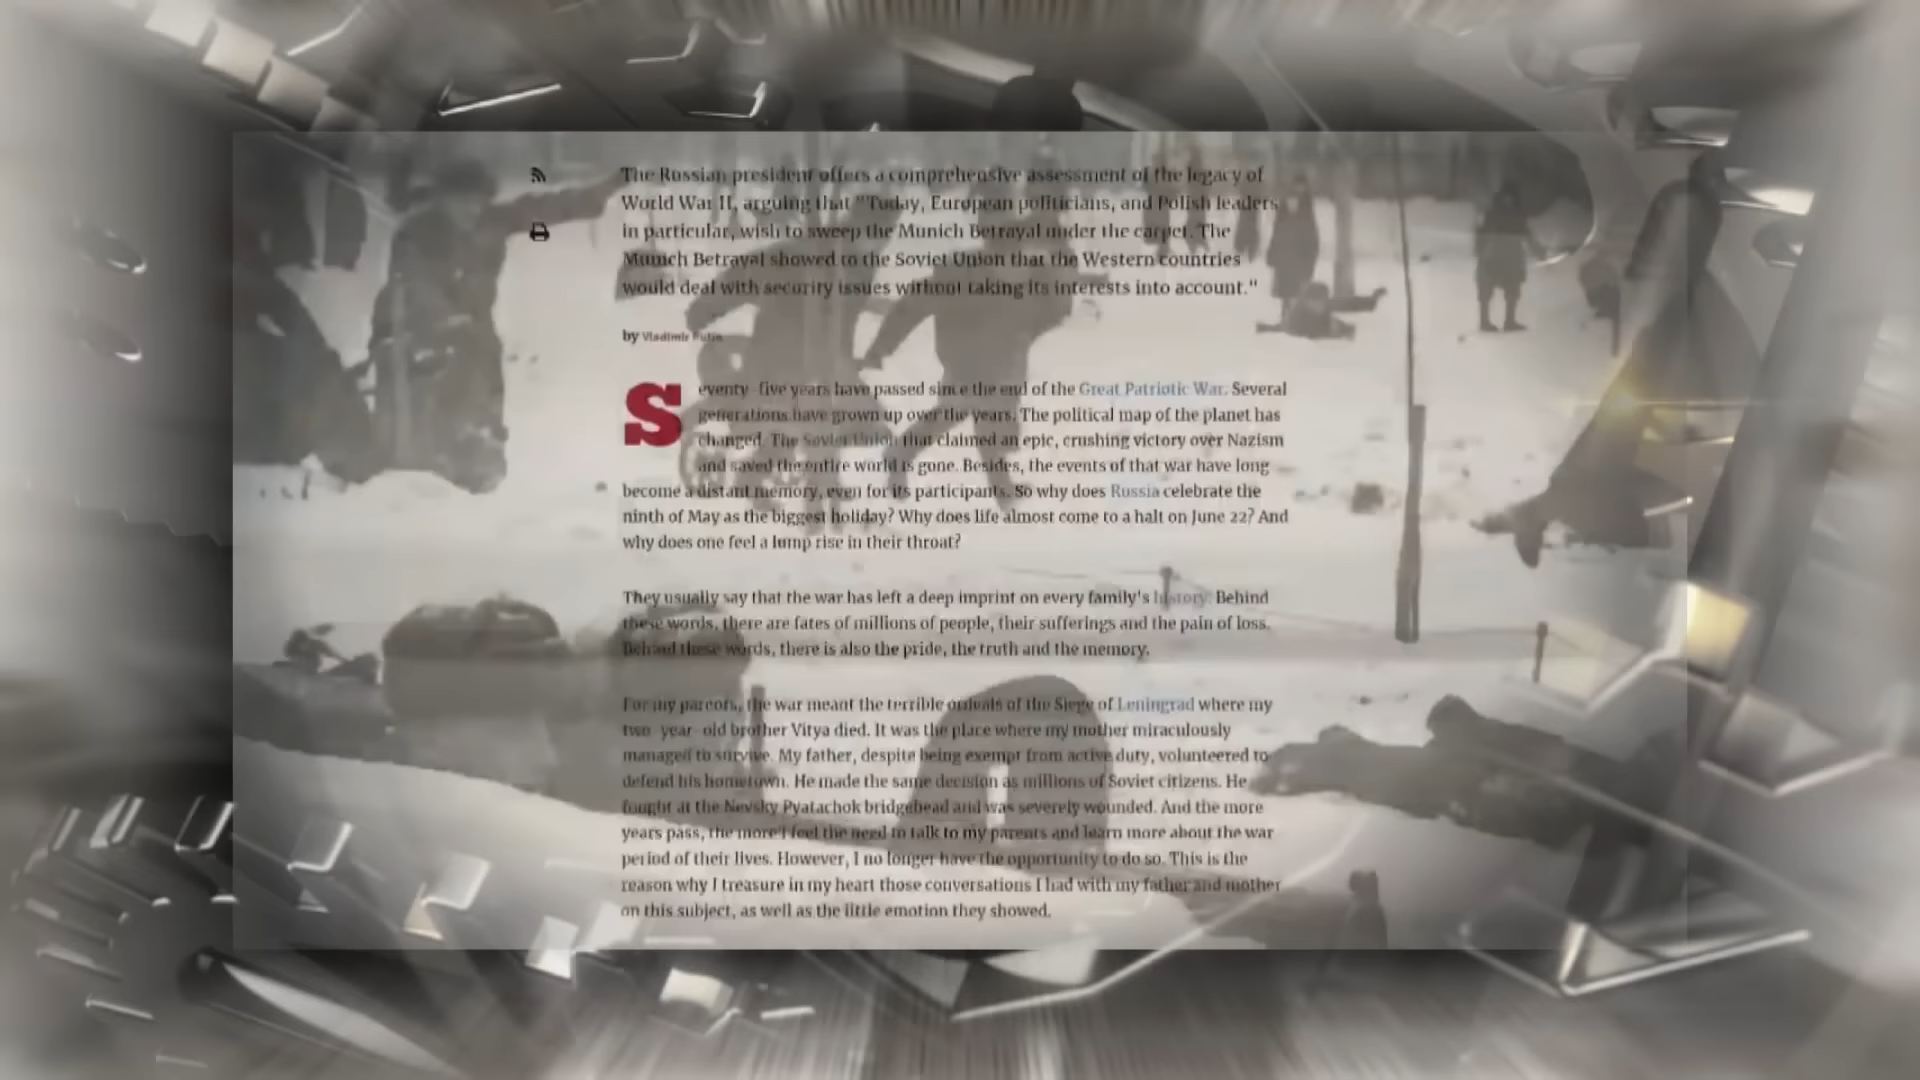 The Russian president offers a comprehensive assessment of the legacy of
World War II, arguing that "Today, European politicians, and Polish leaders
in particular, wish to sweep the Munich Betrayal under the carpet. The
Munich Betrayal showed to the Soviet Union that the Western countries
would deal with security issues without taking its interests into account."
by Vladimir Putin
Seventy-five years have passed since the end of the Great Patriotic War. Several
generations have grown up over the years. The political map of the planet has
changed. The Soviet Union that claimed an epic, crushing victory over Nazism
and saved the entire world is gone. Besides, the events of that war have long
become a distant memory, even for its participants. So why does Russia celebrate the
ninth of May as the biggest holiday? Why does life almost come to a halt on June 22? And
why does one feel a lump rise in their throat?
They usually say that the war has left a deep imprint on every family's history. Behind
these words, there are fates of millions of people, their sufferings and the pain of loss.
Behind these words, there is also the pride, the truth and the memory.
For my parents, the war meant the terrible ordeals of the Siege of Leningrad where my
two-year-old brother Vitya died. It was the place where my mother miraculously
managed to survive. My father, despite being exempt from active duty, volunteered to
defend his hometown. He made the same decision as millions of Soviet citizens. He
fought at the Nevsky Pyatachok bridgehead and was severely wounded. And the more
years pass, the more I feel the need to talk to my parents and learn more about the war
period of their lives. However, I no longer have the opportunity to do so. This is the
reason why I treasure in my heart those conversations I had with my father and mother
on this subject, as well as the little emotion they showed.